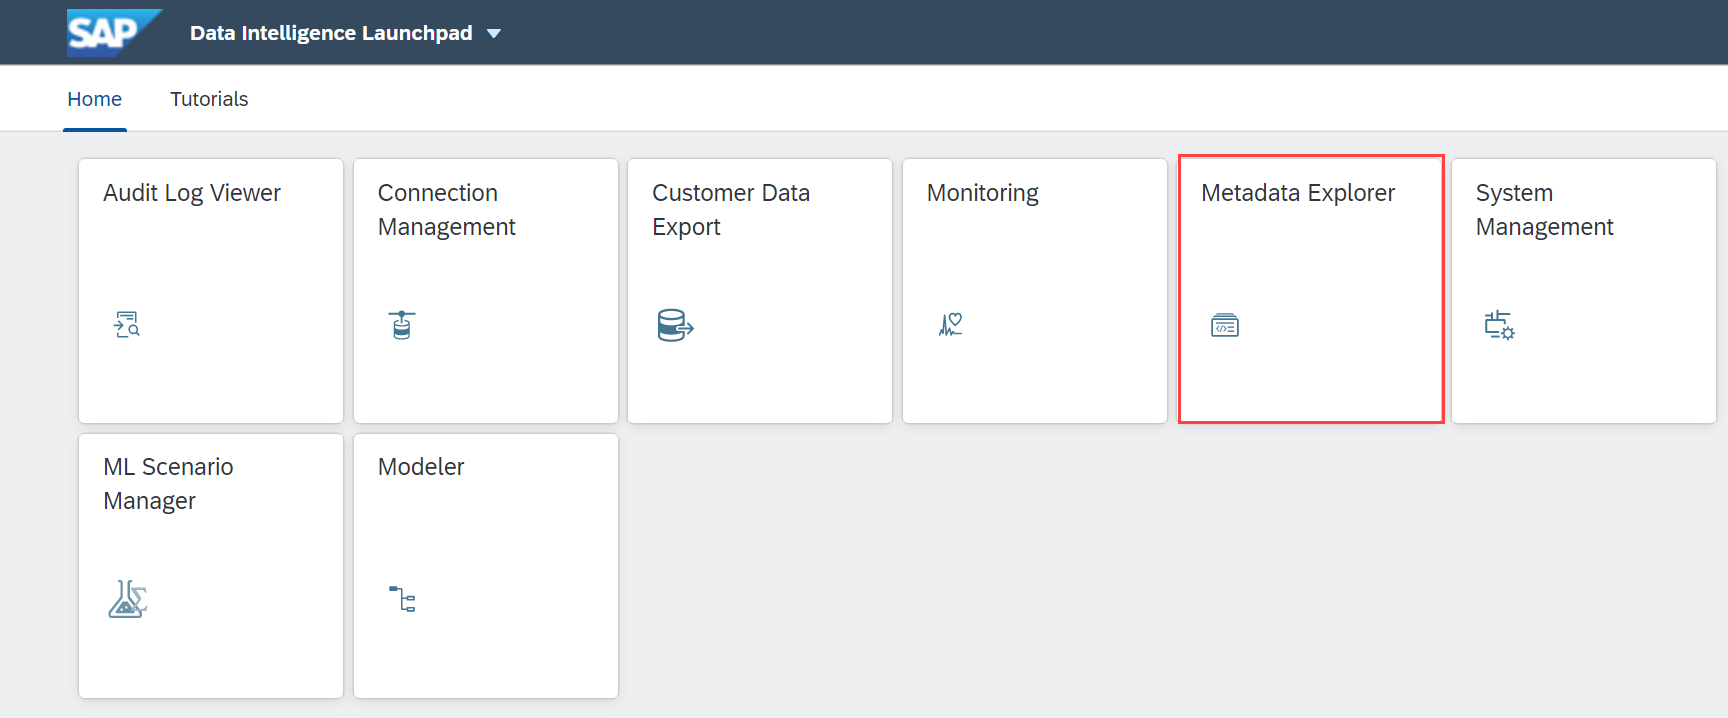 SAP
Data Intelligence Launchpad
Home
Tutorials
Audit Log Viewer
Connection
Management
Customer Data
Export
Monitoring
Metadata Explorer
</>
System
Management
ML Scenario
Manager
Σ
Modeler